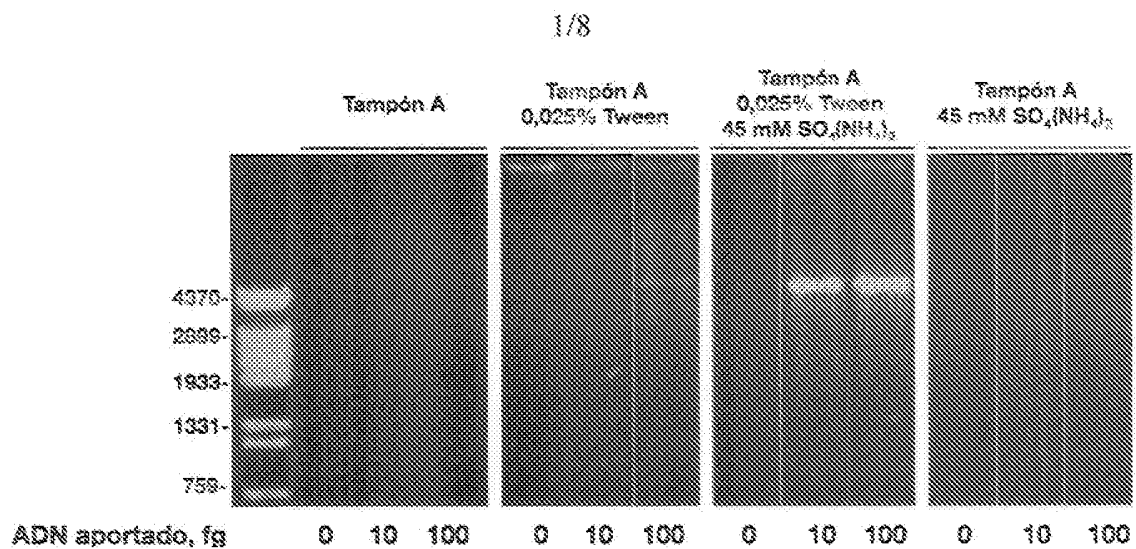 1/8
Tampón A
Tampón A
0,025% Tween
Tampón A
0,025% Tween
45 mM SO₄(NH₄)₂
Tampón A
45 mM SO₄(NH₄)₂
4370-
2899-
1933-
1331-
759-
ADN aportado, fg 0 10 100 0 10 100 0 10 100 0 10 100